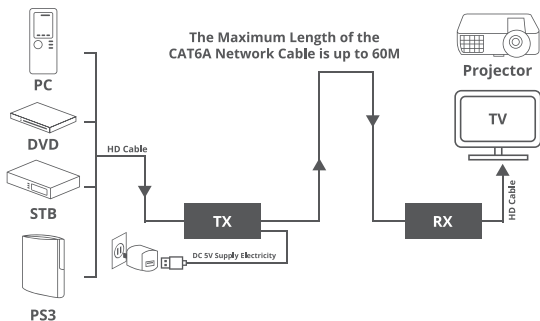 The Maximum Length of the
CAT6A Network Cable is up to 60M
PC
Projector
DVD
TV
HD Cable
STB
HD Cable
TX
RX
DC 5V Supply Electricity
PS3